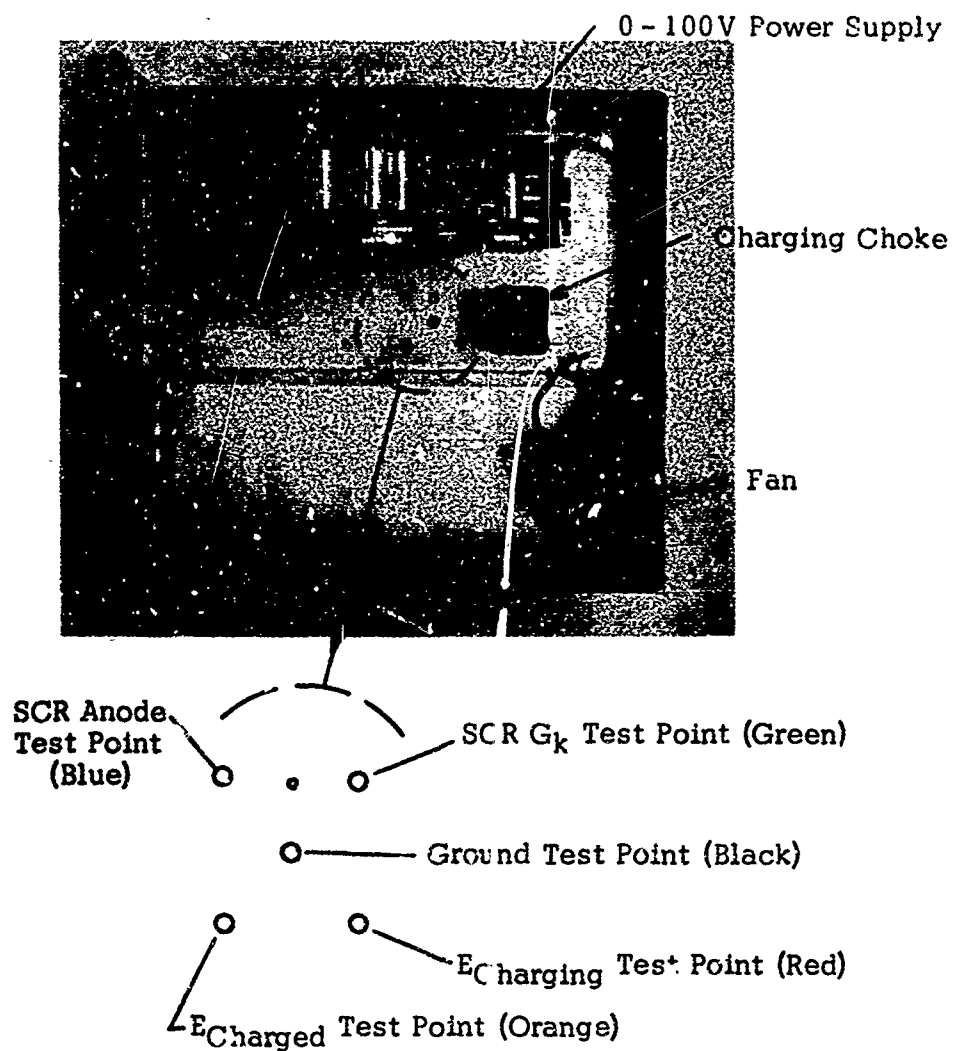 0-100V Power Supply
Charging Choke
Fan
SCR Anode
Test Point
(Blue)
SCR Gk Test Point (Green)
Ground Test Point (Black)
ECharging Test Point (Red)
ECharged Test Point (Orange)